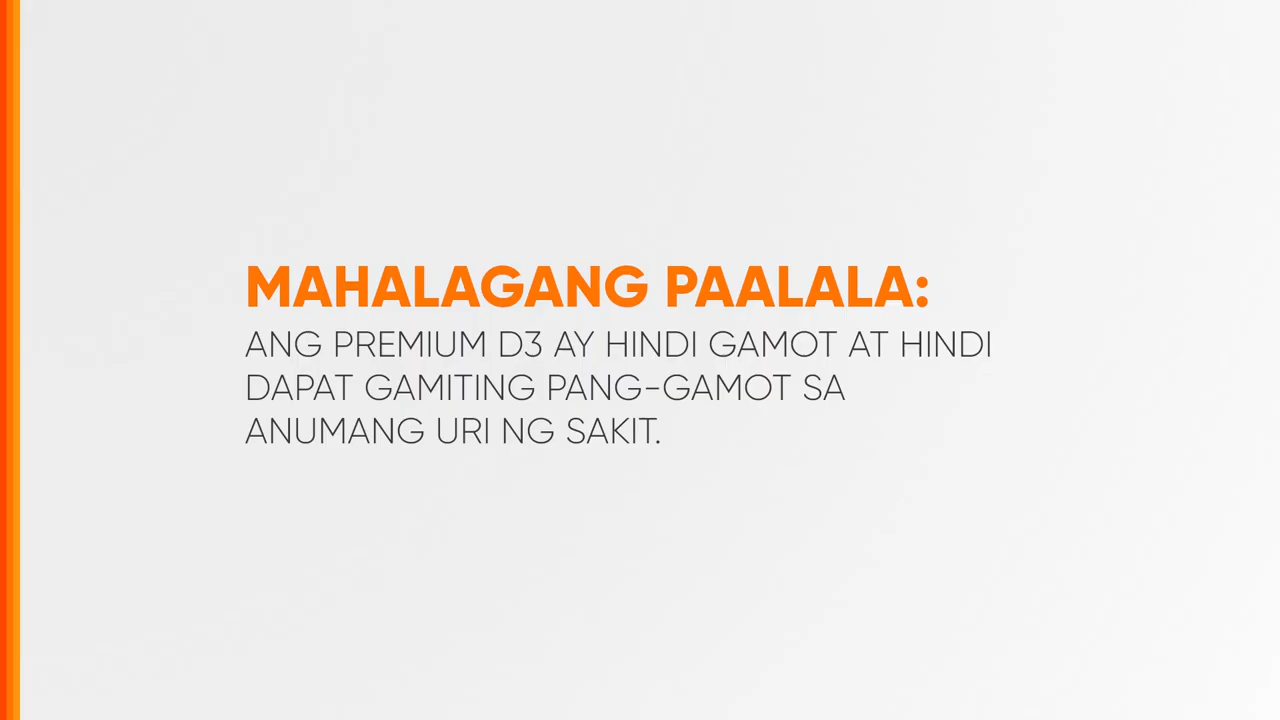 MAHALAGANG PAALALA:
ANG PREMIUM D3 AY HINDI GAMOT AT HINDI
DAPAT GAMITING PANG-GAMOT SA
ANUMANG URI NG SAKIT.